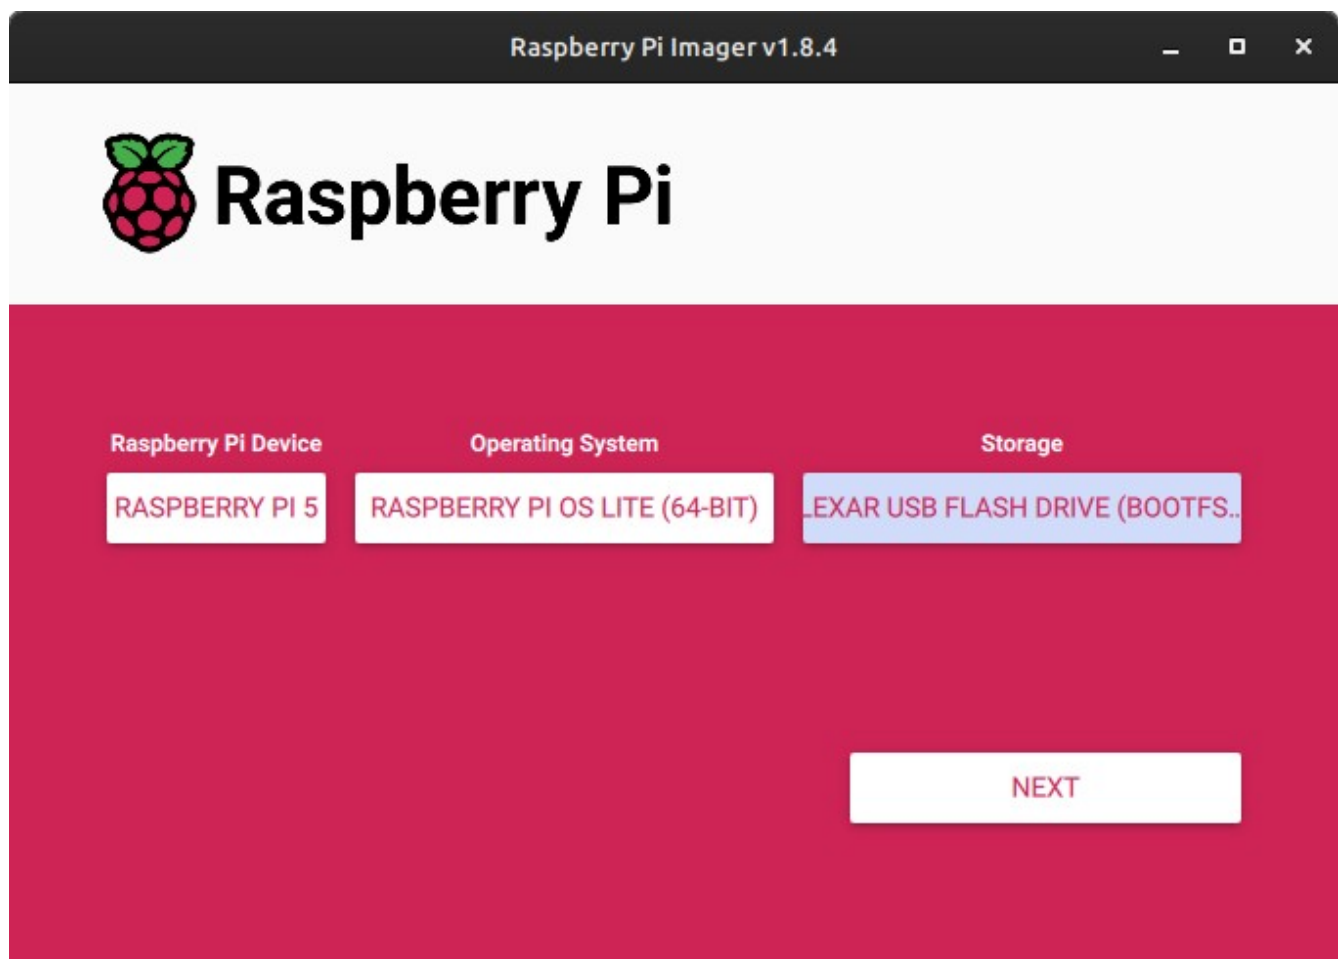 Raspberry Pi Imager v1.8.4
Raspberry Pi
Raspberry Pi Device
Operating System
Storage
RASPBERRY PI 5
RASPBERRY PI OS LITE (64-BIT)
LEXAR USB FLASH DRIVE (BOOTFS...
NEXT